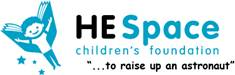 HE Space
children's foundation
"...to raise up an astronaut"